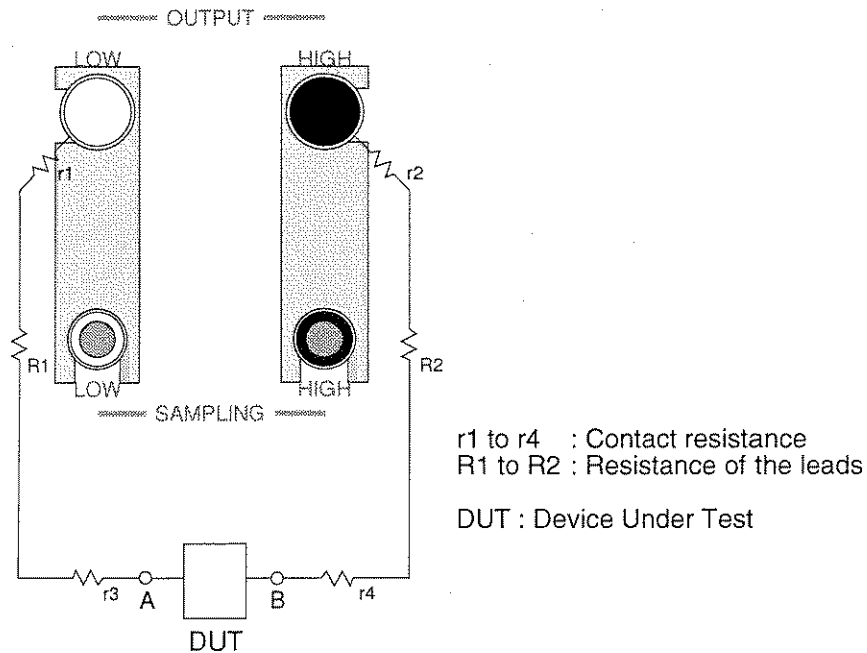 OUTPUT
LOW HIGH
r1 r2
R1 R2
LOW HIGH
SAMPLING
r1 to r4 : Contact resistance
R1 to R2 : Resistance of the leads
DUT : Device Under Test
r3 A B r4
DUT